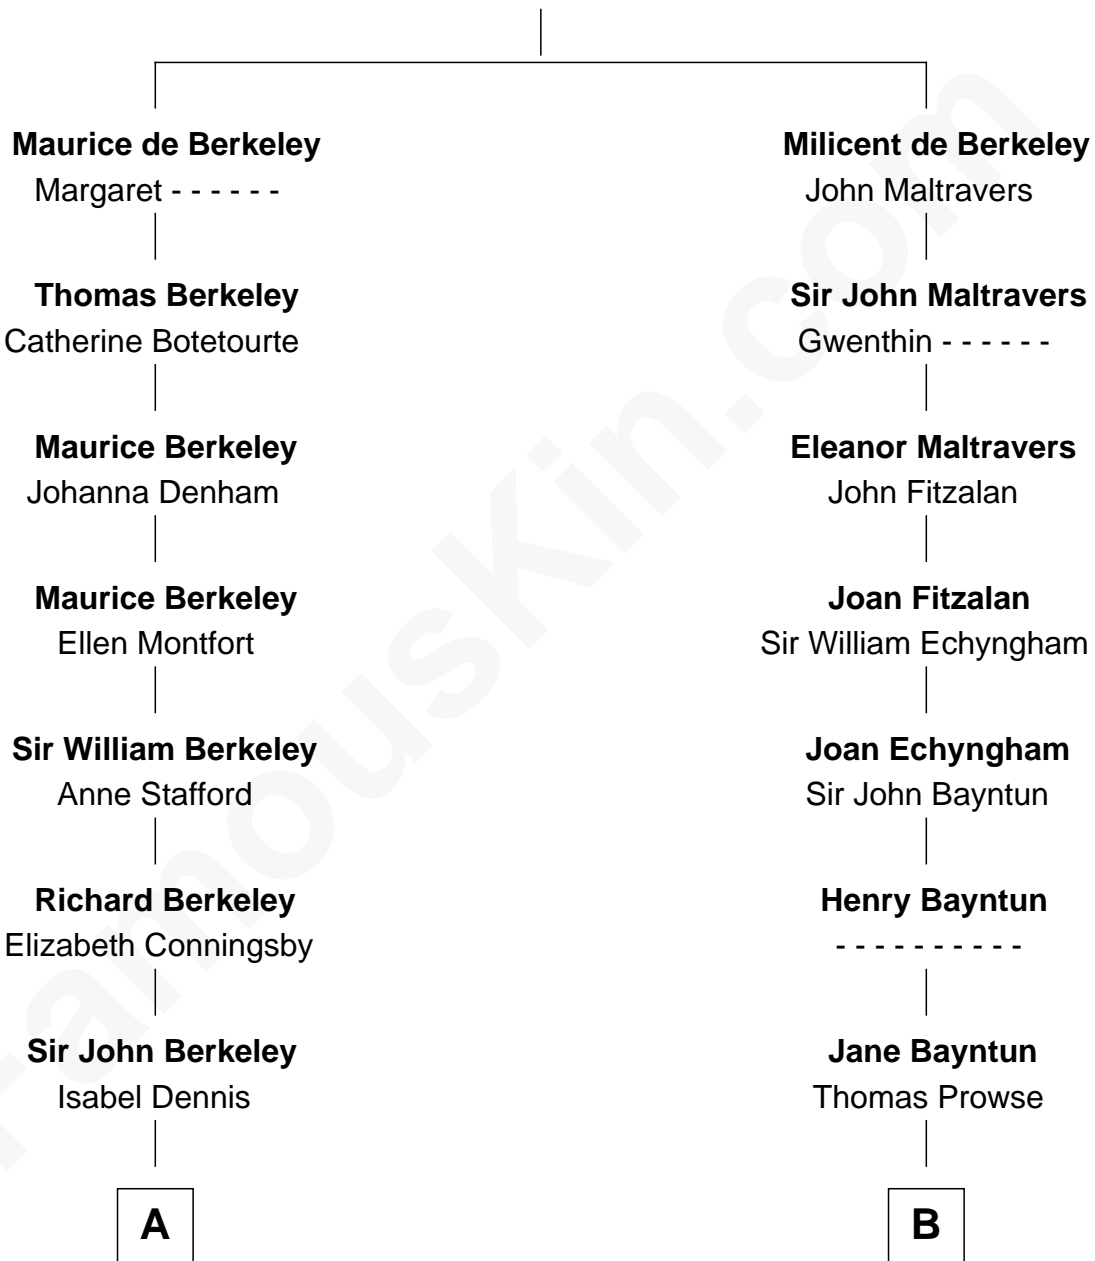 Maurice de Berkeley
Margaret - - - - - -
Thomas Berkeley
Catherine Botetourte
Maurice Berkeley
Johanna Denham
Maurice Berkeley
Ellen Montfort
Sir William Berkeley
Anne Stafford
Richard Berkeley
Elizabeth Conningsby
Sir John Berkeley
Isabel Dennis
A
Milicent de Berkeley
John Maltravers
Sir John Maltravers
Gwenthin - - - - - -
Eleanor Maltravers
John Fitzalan
Joan Fitzalan
Sir William Echyngham
Joan Echyngham
Sir John Bayntun
Henry Bayntun
- - - - - - - - - -
Jane Bayntun
Thomas Prowse
B
FamousKin.com